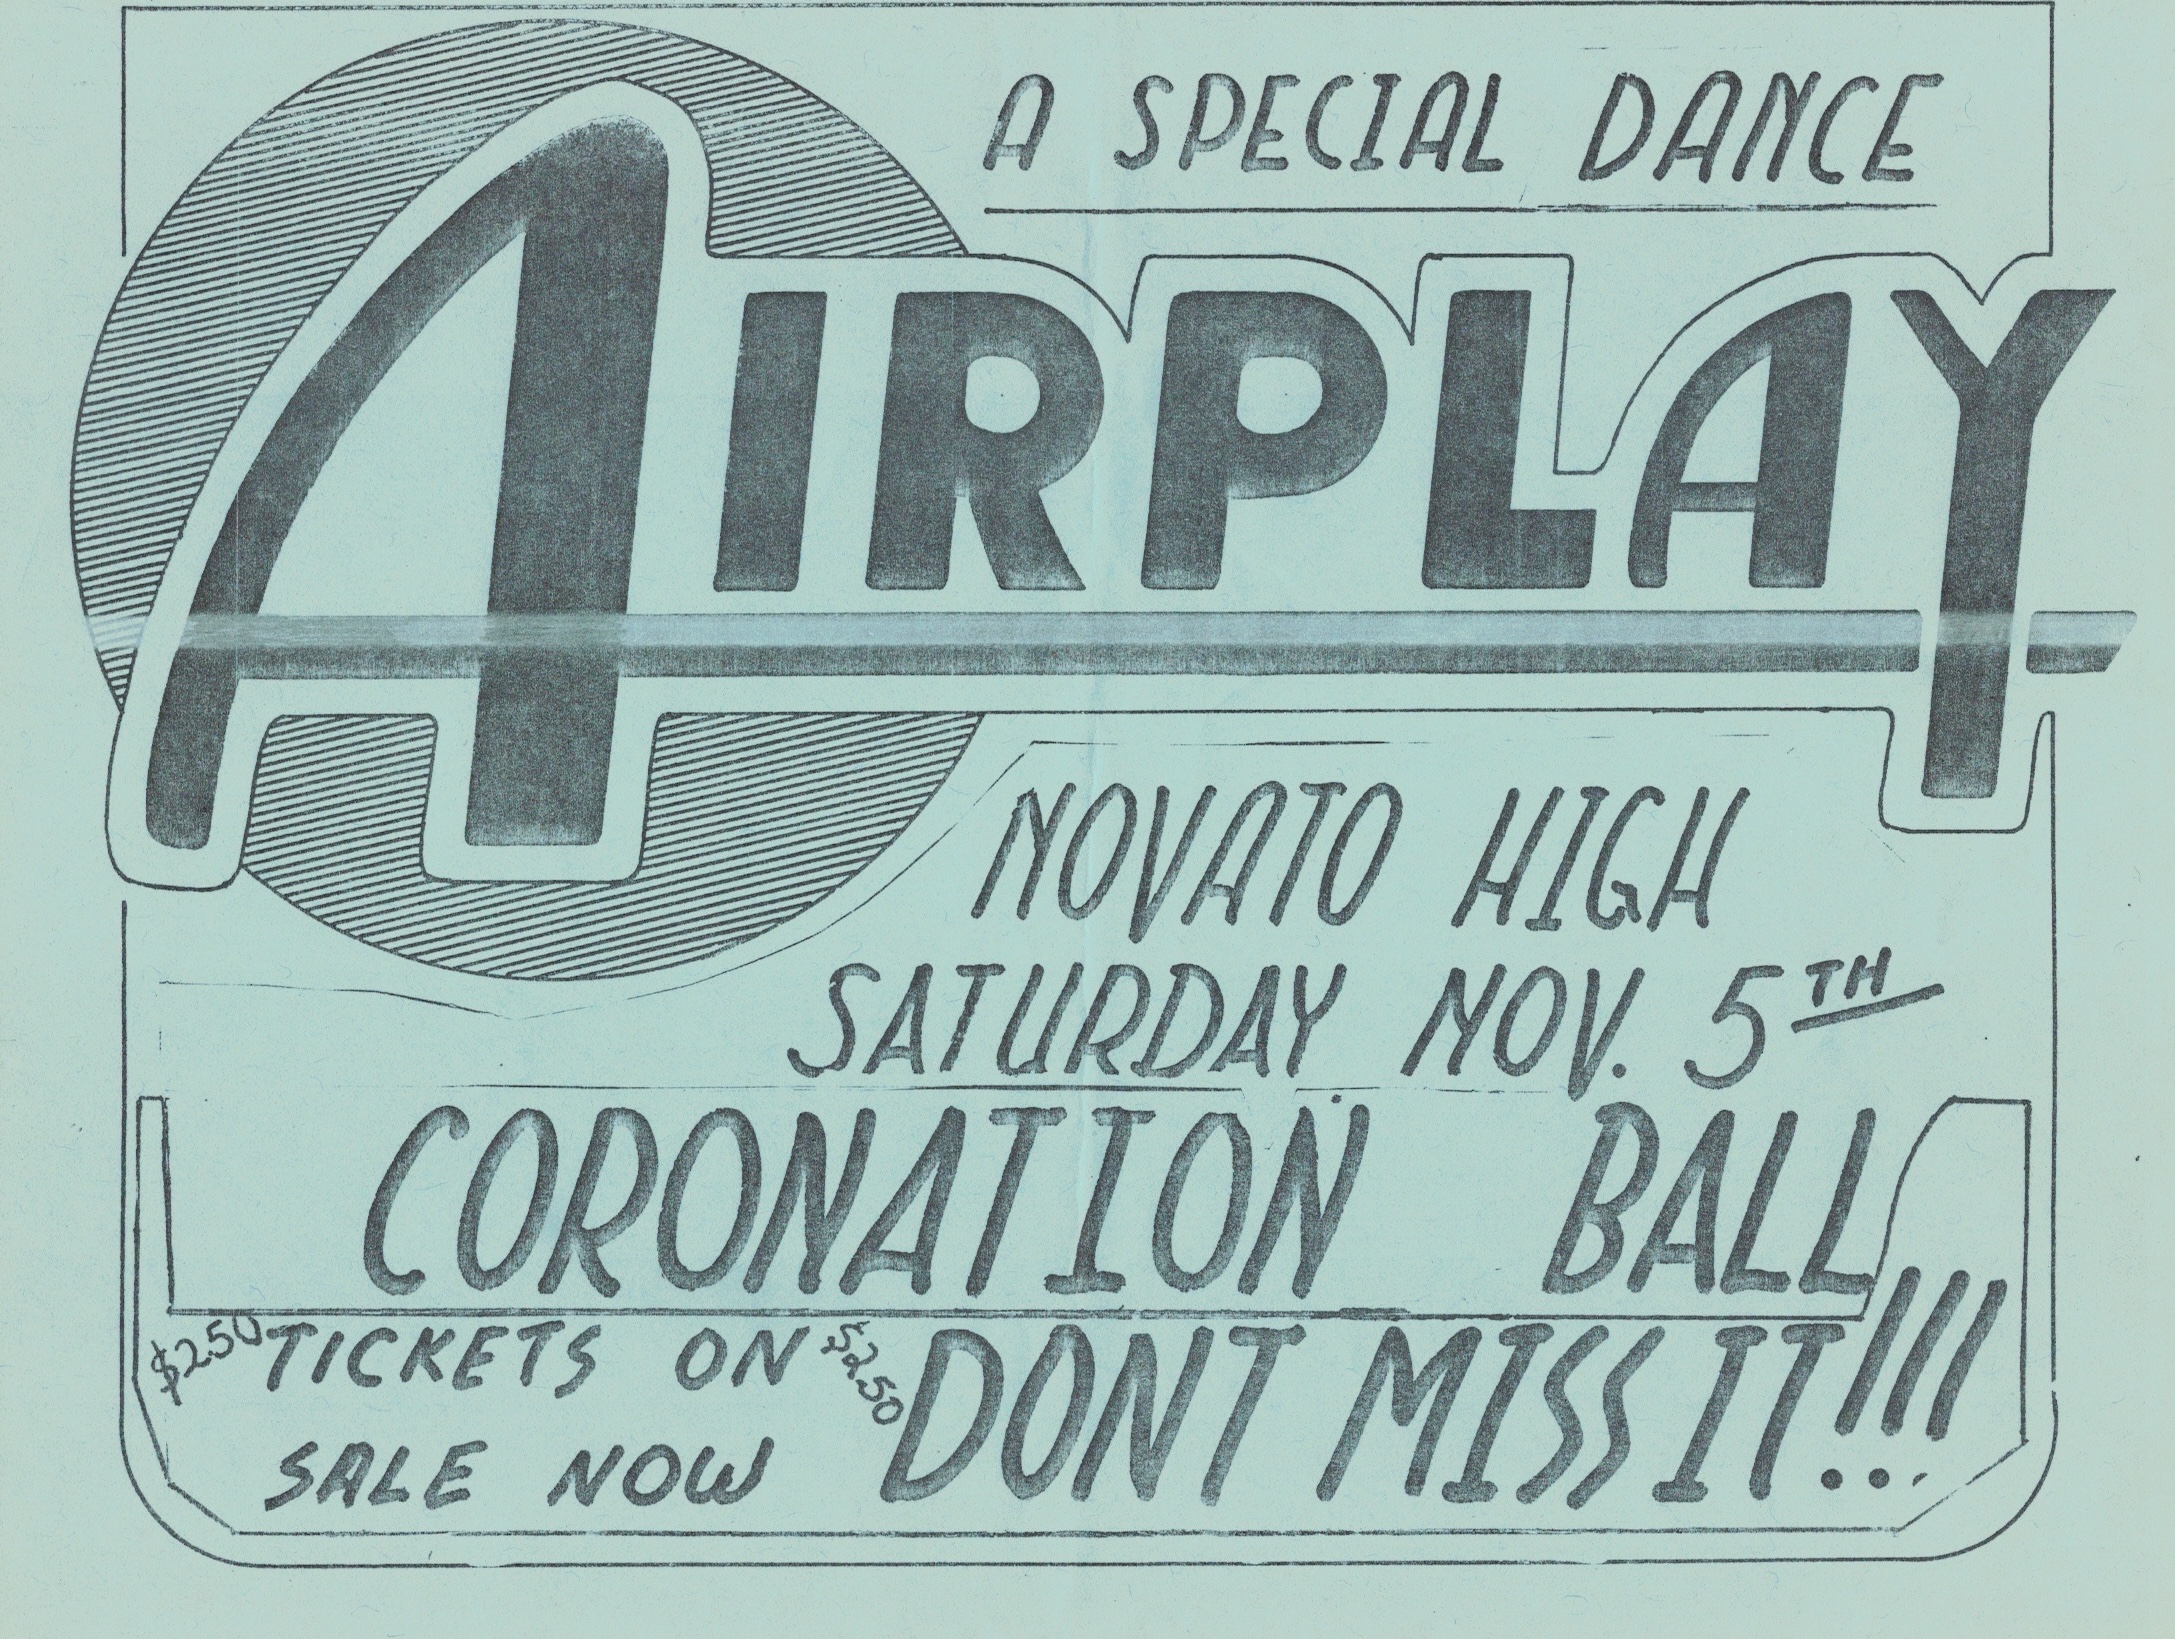 A SPECIAL DANCE
AIRPLAY
NOVATO HIGH
SATURDAY NOV. 5TH
CORONATION BALL
$2.50 TICKETS ON $2.50
SALE NOW
DONT MISS IT!!!